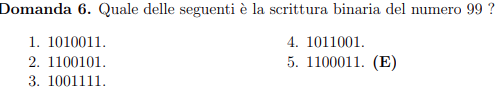 Domanda 6. Quale delle seguenti è la scrittura binaria del numero 99 ?
1. 1010011.
2. 1100101.
3. 1001111.
4. 1011001.
5. 1100011. (E)